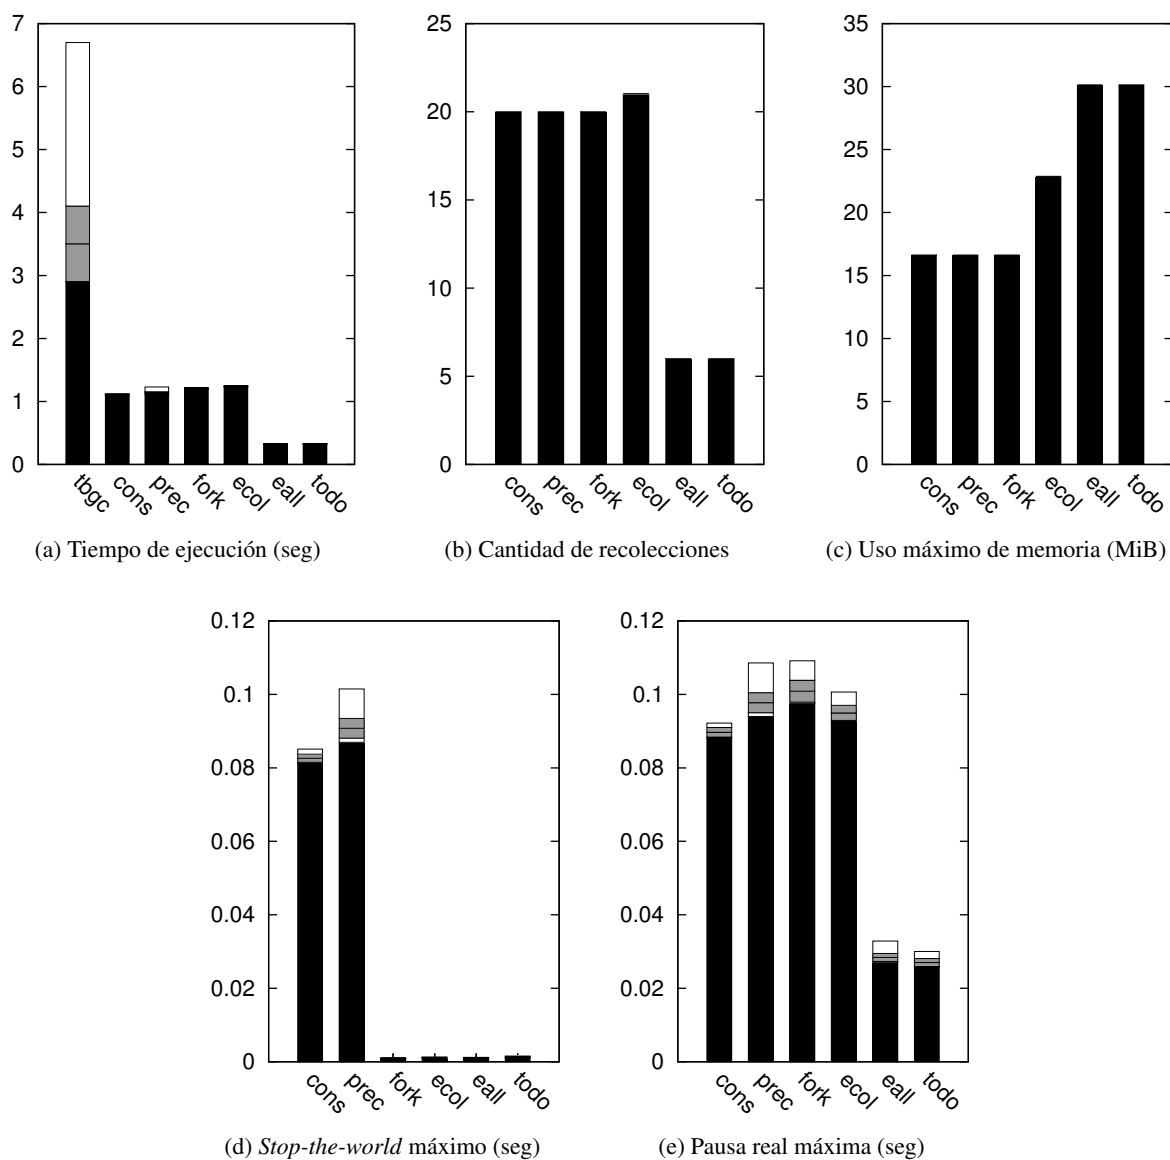 7
6
5
4
3
2
1
0
tbgc
cons
prec
fork
ecol
eall
todo
(a) Tiempo de ejecución (seg)
25
20
15
10
5
0
cons
prec
fork
ecol
eall
todo
(b) Cantidad de recolecciones
35
30
25
20
15
10
5
0
cons
prec
fork
ecol
eall
todo
(c) Uso máximo de memoria (MiB)
0.12
0.1
0.08
0.06
0.04
0.02
0
cons
prec
fork
ecol
eall
todo
(d) Stop-the-world máximo (seg)
0.12
0.1
0.08
0.06
0.04
0.02
0
cons
prec
fork
ecol
eall
todo
(e) Pausa real máxima (seg)